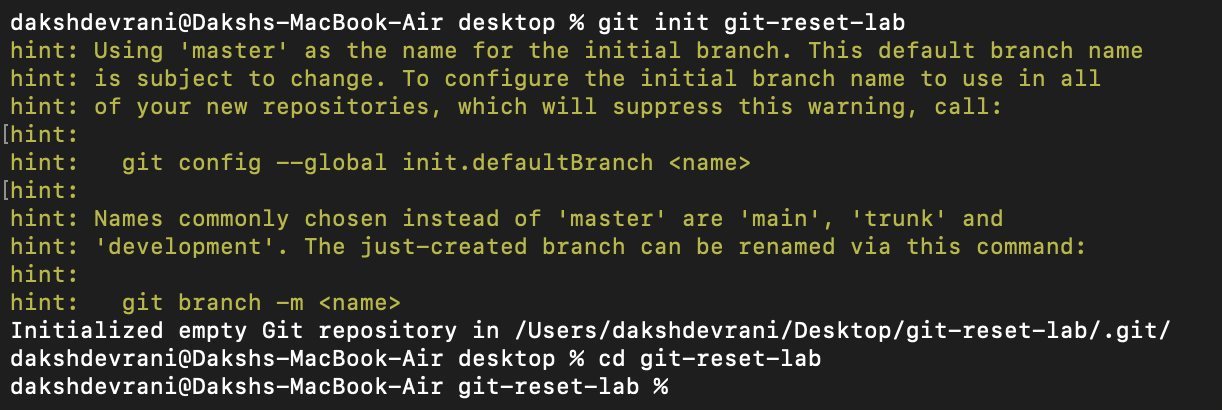 dakshdevrani@Dakshs-MacBook-Air desktop % git init git-reset-lab
hint: Using 'master' as the name for the initial branch. This default branch name
hint: is subject to change. To configure the initial branch name to use in all
hint: of your new repositories, which will suppress this warning, call:
[hint:
hint:   git config --global init.defaultBranch <name>
[hint:
hint: Names commonly chosen instead of 'master' are 'main', 'trunk' and
hint: 'development'. The just-created branch can be renamed via this command:
hint:
hint:   git branch -m <name>
Initialized empty Git repository in /Users/dakshdevrani/Desktop/git-reset-lab/.git/
dakshdevrani@Dakshs-MacBook-Air desktop % cd git-reset-lab
dakshdevrani@Dakshs-MacBook-Air git-reset-lab %